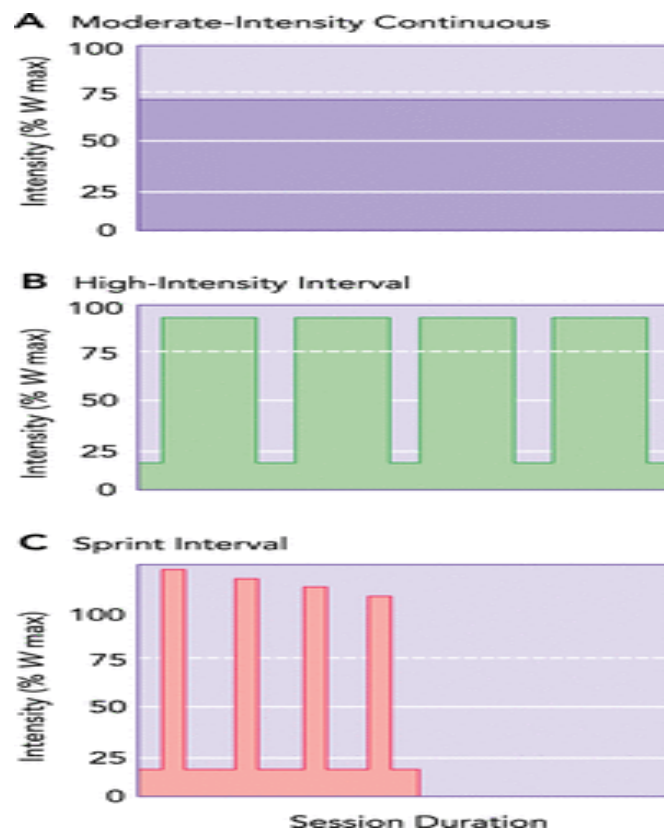 A Moderate-Intensity Continuous
Intensity (% W max)
100
75
50
25
0
B High-Intensity Interval
Intensity (% W max)
100
75
50
25
0
C Sprint Interval
Intensity (% W max)
100
75
50
25
0
Session Duration